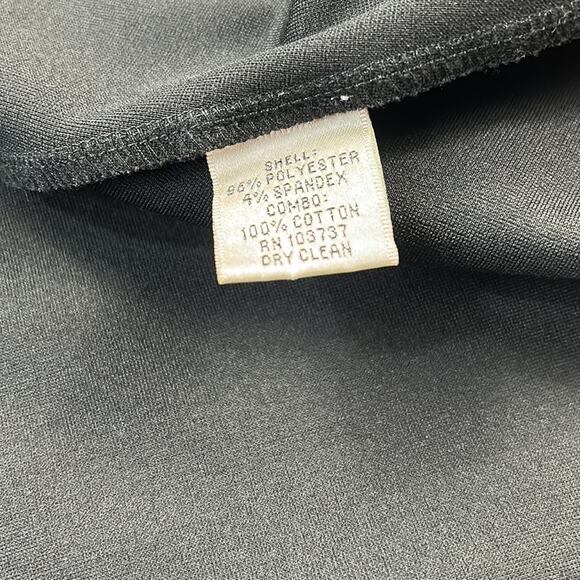 SHELL:
96% POLYESTER
4% SPANDEX
COMBO:
100% COTTON
RN 103737
DRY CLEAN